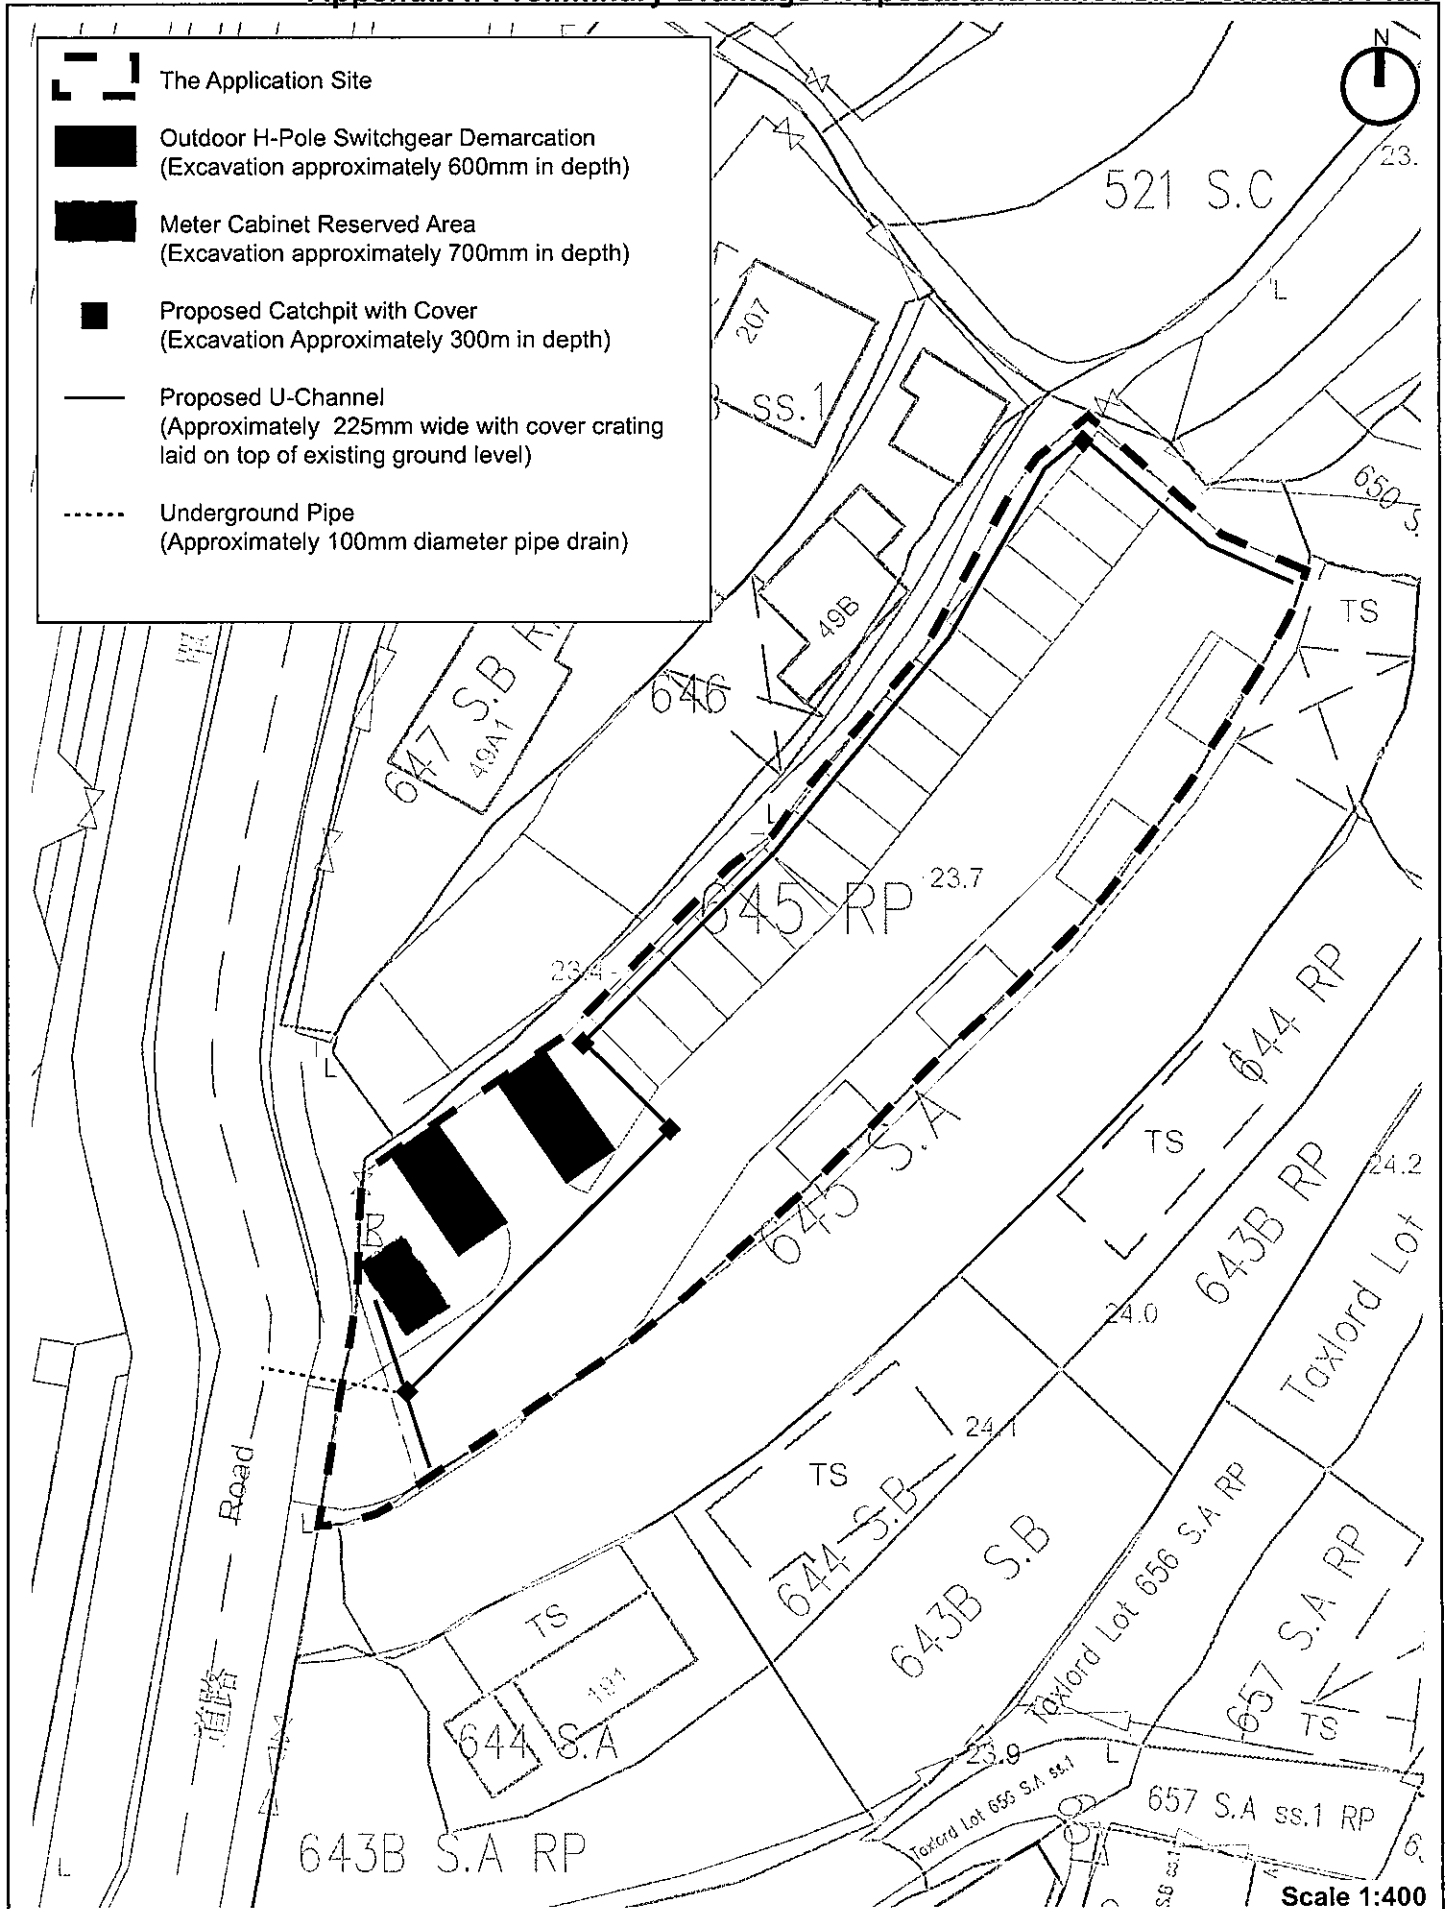 The Application Site
Outdoor H-Pole Switchgear Demarcation
(Excavation approximately 600mm in depth)
Meter Cabinet Reserved Area
(Excavation approximately 700mm in depth)
Proposed Catchpit with Cover
(Excavation Approximately 300m in depth)
Proposed U-Channel
(Approximately 225mm wide with cover crating
laid on top of existing ground level)
Underground Pipe
(Approximately 100mm diameter pipe drain)
N
23.
521 S.C
L
207
ss.1
650 S.
TS
49B
646
647 S.B
49A1
L
645 RP
23.7
23.4
L
644 RP
645 S.A
TS
24.2
643B RP
B
24.0
Taxlord Lot
24.1
TS
644 S.B
Road
L
643B S.B
Taxlord Lot 656 S.A RP
657 S.A RP
TS
TS
191
道路
644 S.A
23.9
L
Taxlord Lot 656 S.A ss.1
657 S.A ss.1 RP
643B S.A RP
L
S.B ss.1
Scale 1:400